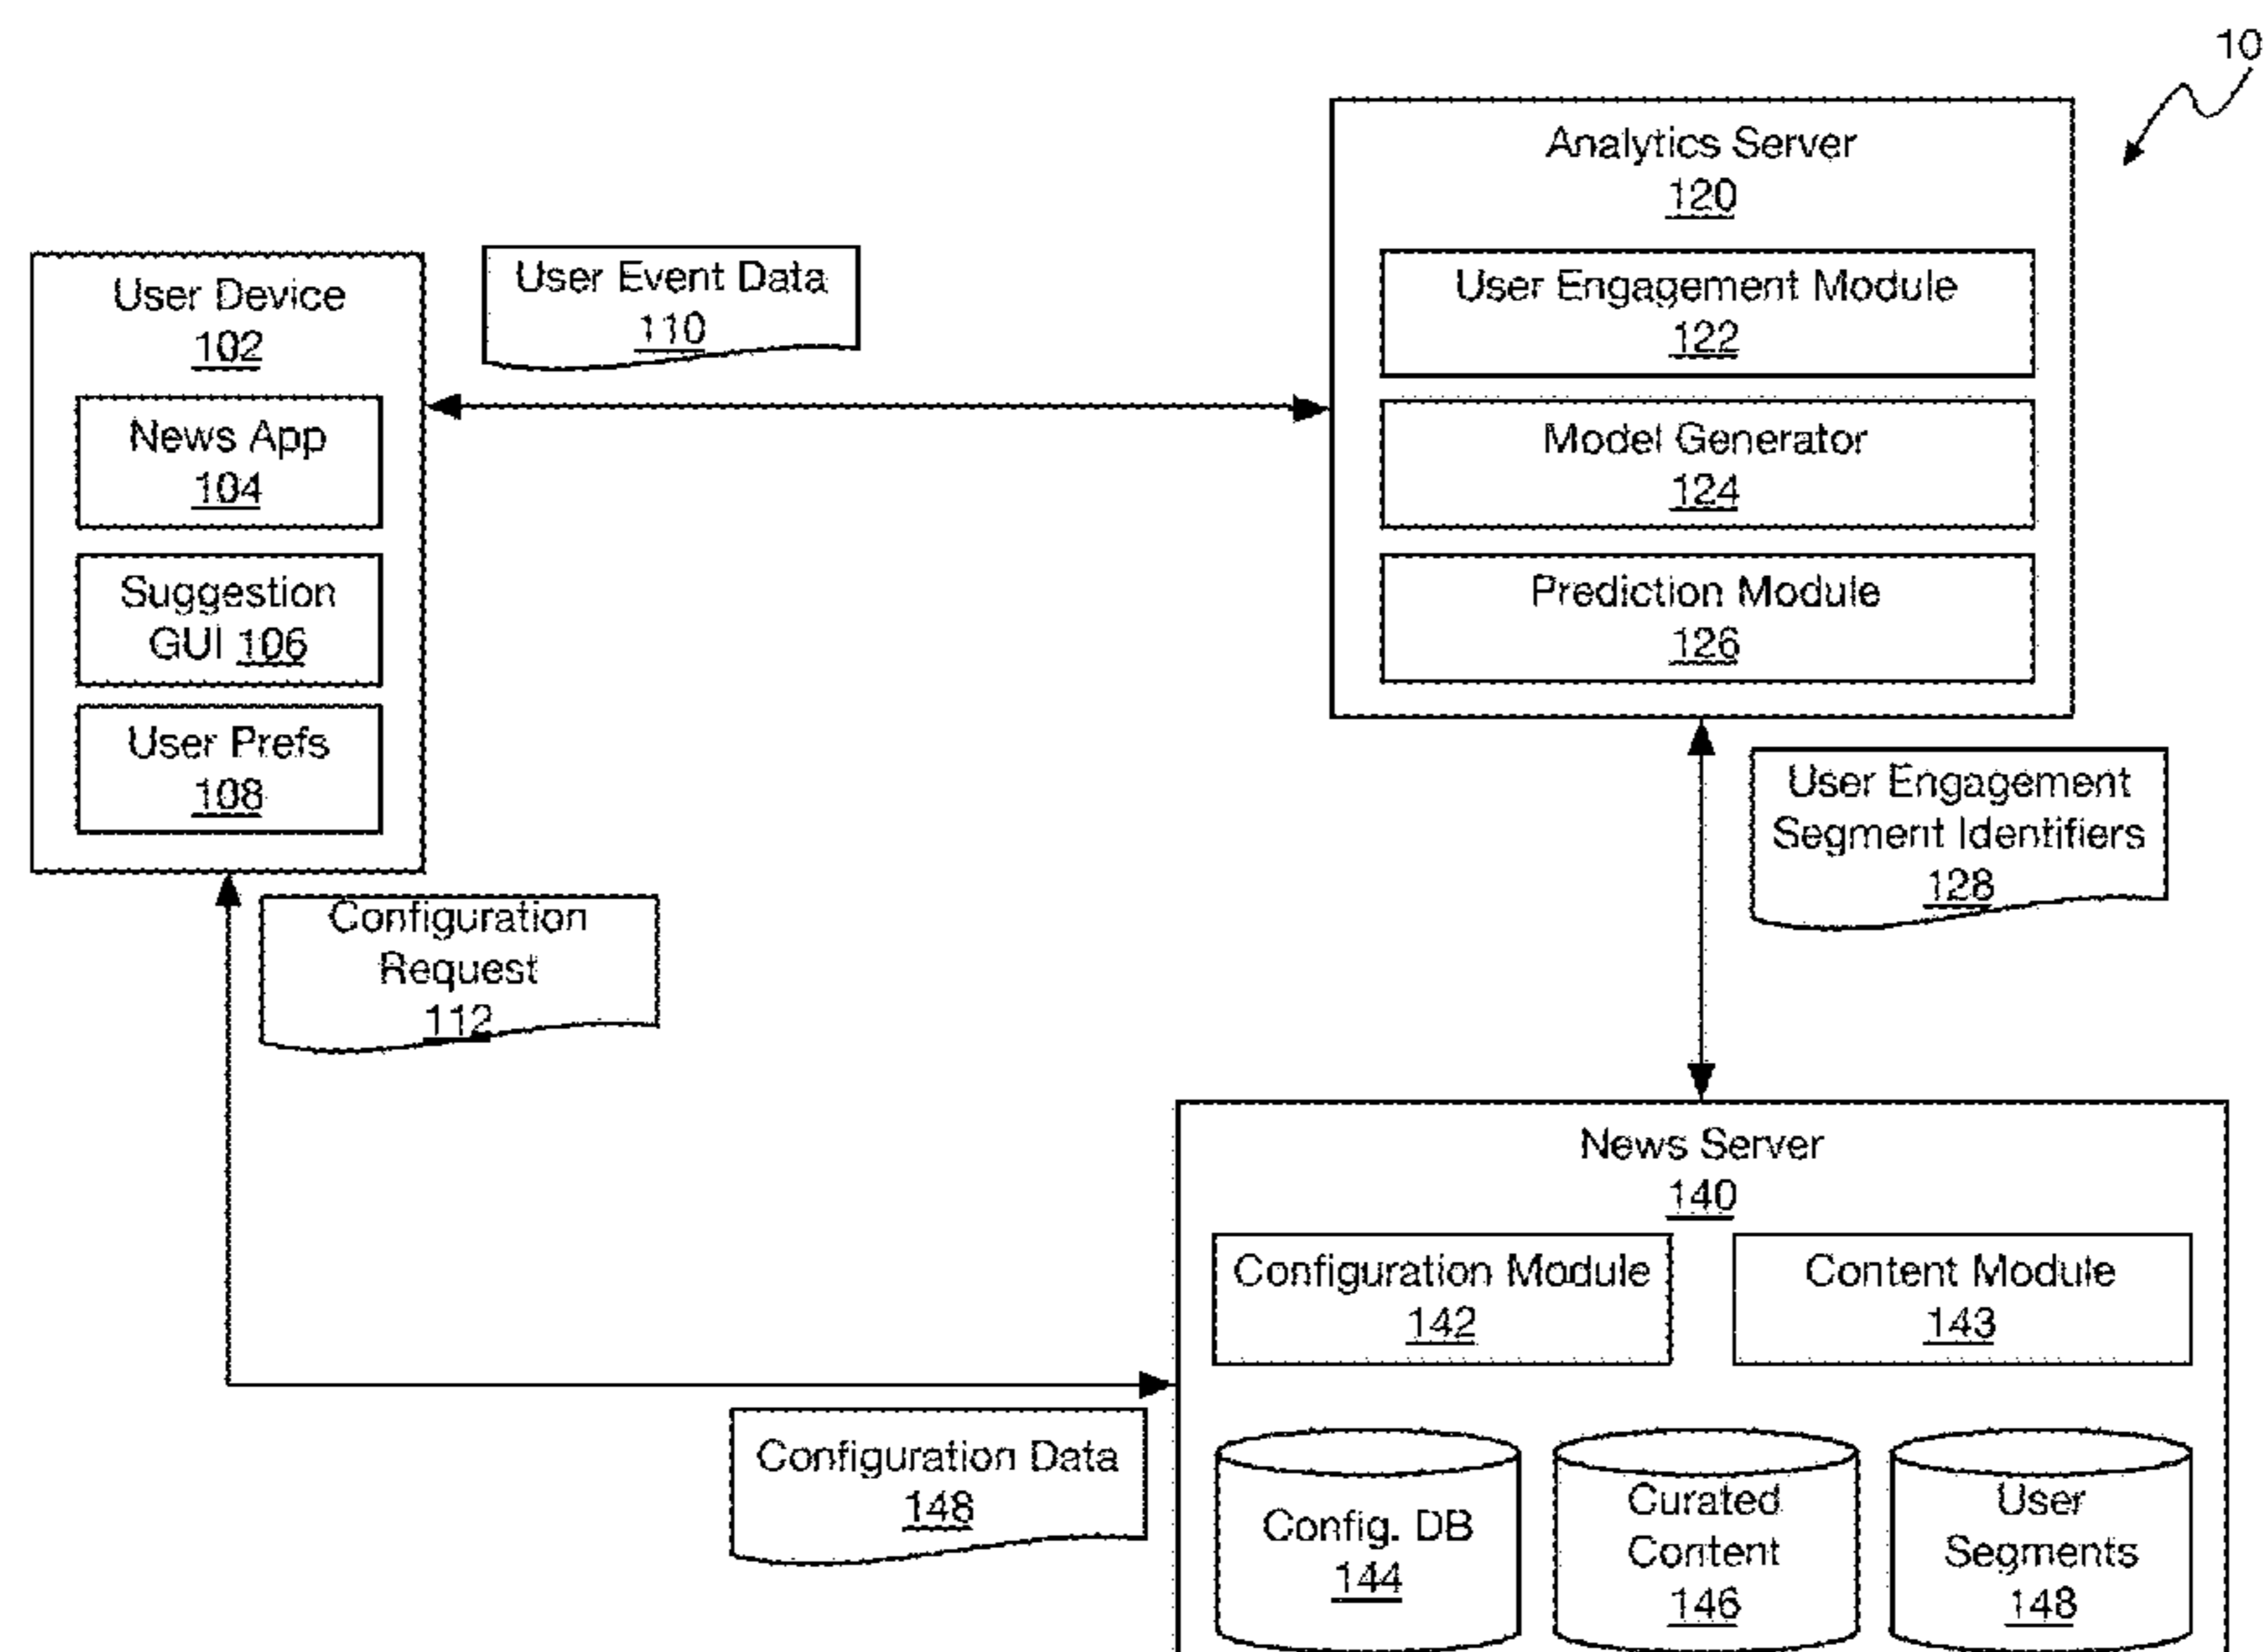 10
Analytics Server
120
User Engagement Module
122
Model Generator
124
Prediction Module
126
User Device
102
News App
104
Suggestion
GUI 106
User Prefs
108
User Event Data
110
User Engagement
Segment Identifiers
128
Configuration
Request
112
News Server
140
Configuration Module
142
Content Module
143
Configuration Data
148
Config. DB
144
Curated
Content
146
User
Segments
148